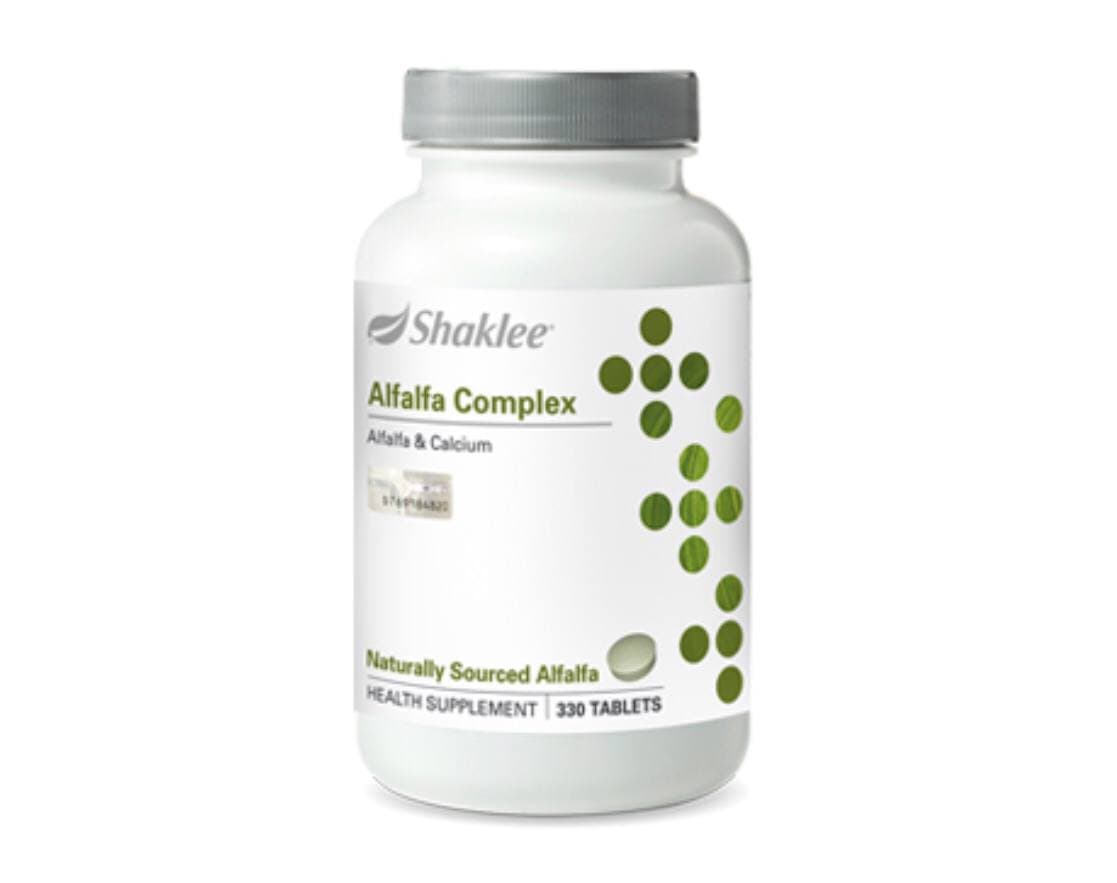 Shaklee®
Alfalfa Complex
Alfalfa & Calcium
Naturally Sourced Alfalfa
HEALTH SUPPLEMENT | 330 TABLETS